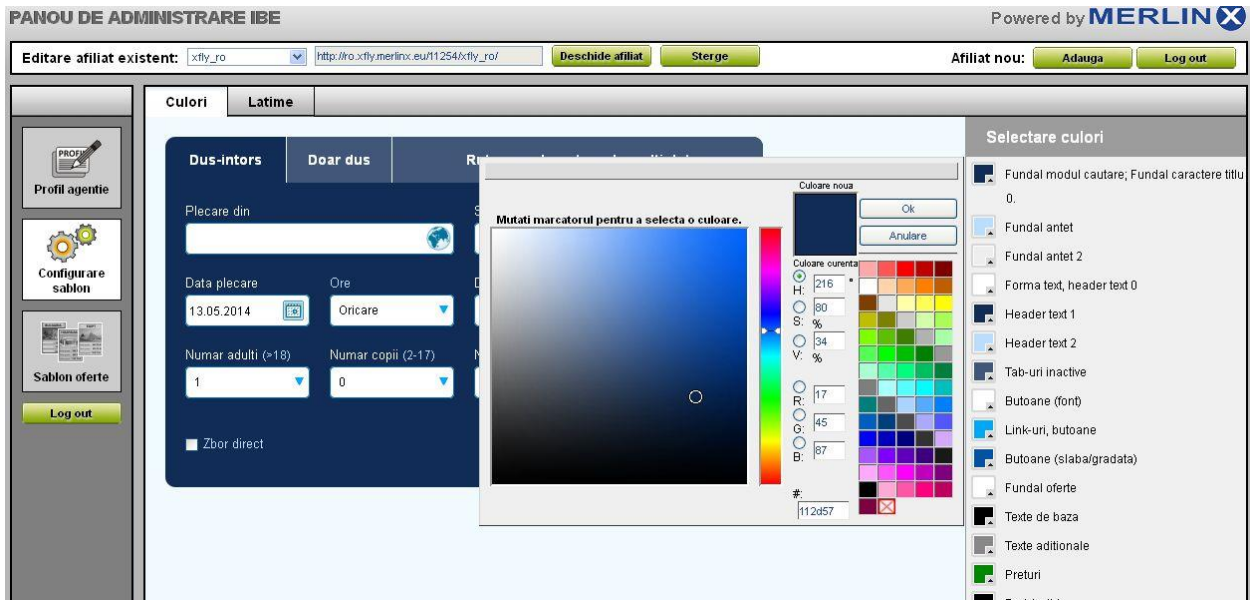 PANOU DE ADMINISTRARE IBE
Powered by MERLINX
Editare afiliat existent: xfly_ro http://ro.xfly.merlinx.eu/11254/xfly_ro/ Deschide afiliat Sterge Afiliat nou: Adauga Log out
Culori Latime
PROFIL
Profil agentie
Configurare
sablon
Sablon oferte
Log out
Dus-intors Doar dus
Plecare din
Data plecare Ore
13.05.2014 Oricare
Numar adulti (>18) Numar copii (2-17)
1 0
Zbor direct
Mutati marcatorul pentru a selecta o culoare.
Culoare noua
Ok
Anulare
Culoare curenta
H: 216 °
S: 80 %
V: 34 %
R: 17
G: 45
B: 87
#: 112d57
Selectare culori
Fundal modul cautare; Fundal caractere titlu
0.
Fundal antet
Fundal antet 2
Forma text, header text 0
Header text 1
Header text 2
Tab-uri inactive
Butoane (font)
Link-uri, butoane
Butoane (slaba/gradata)
Fundal oferte
Texte de baza
Texte aditionale
Preturi